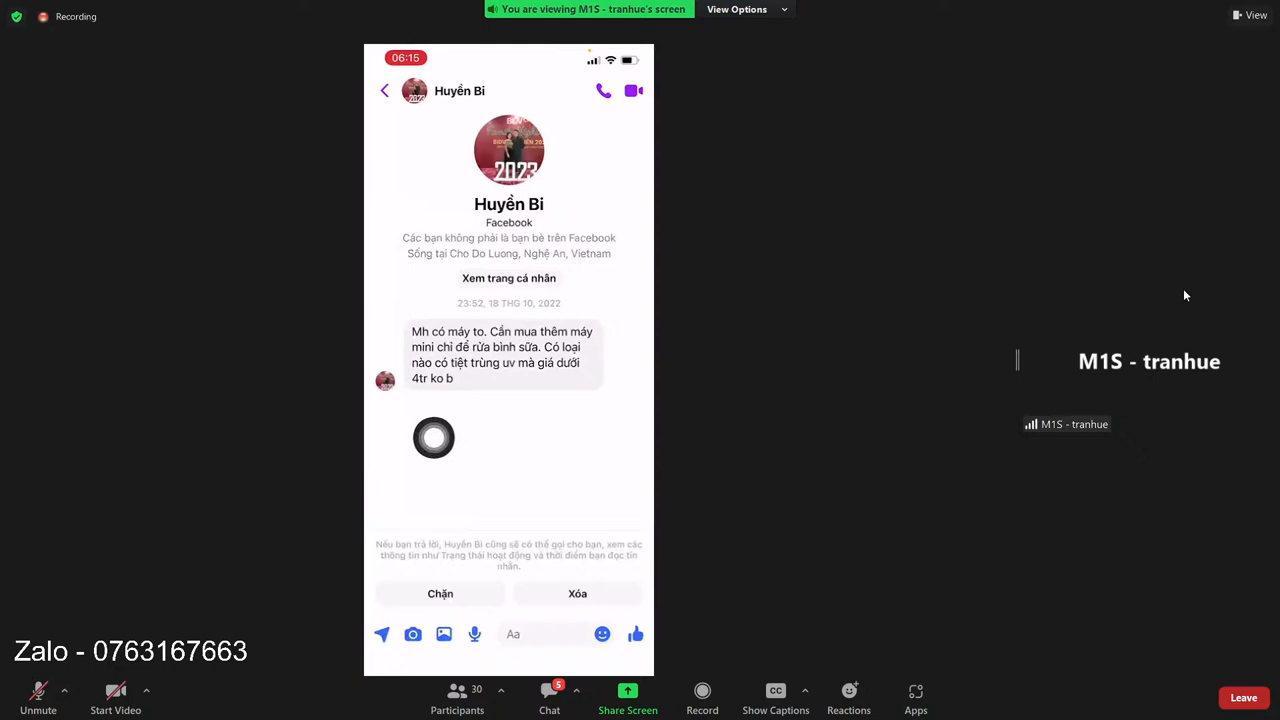 Recording
You are viewing M1S - tranhue's screen
View Options
View
06:15
Huyền Bi
2023
Huyền Bi
Facebook
Các bạn không phải là bạn bè trên Facebook
Sống tại Cho Do Luong, Nghệ An, Vietnam
Xem trang cá nhân
23:52, 18 THG 10, 2022
Mh có máy to. Cần mua thêm máy
mini chỉ để rửa bình sữa. Có loại
nào có tiệt trùng uv mà giá dưới
4tr ko b
M1S - tranhue
M1S - tranhue
Nếu bạn trả lời, Huyền Bi cũng sẽ có thể gọi cho bạn, xem các
thông tin như Trạng thái hoạt động và thời điểm bạn đọc tin
nhắn.
Chặn
Xóa
Aa
Zalo - 0763167663
Unmute
Start Video
Participants
30
Chat
5
Share Screen
Record
CC
Show Captions
Reactions
Apps
Leave